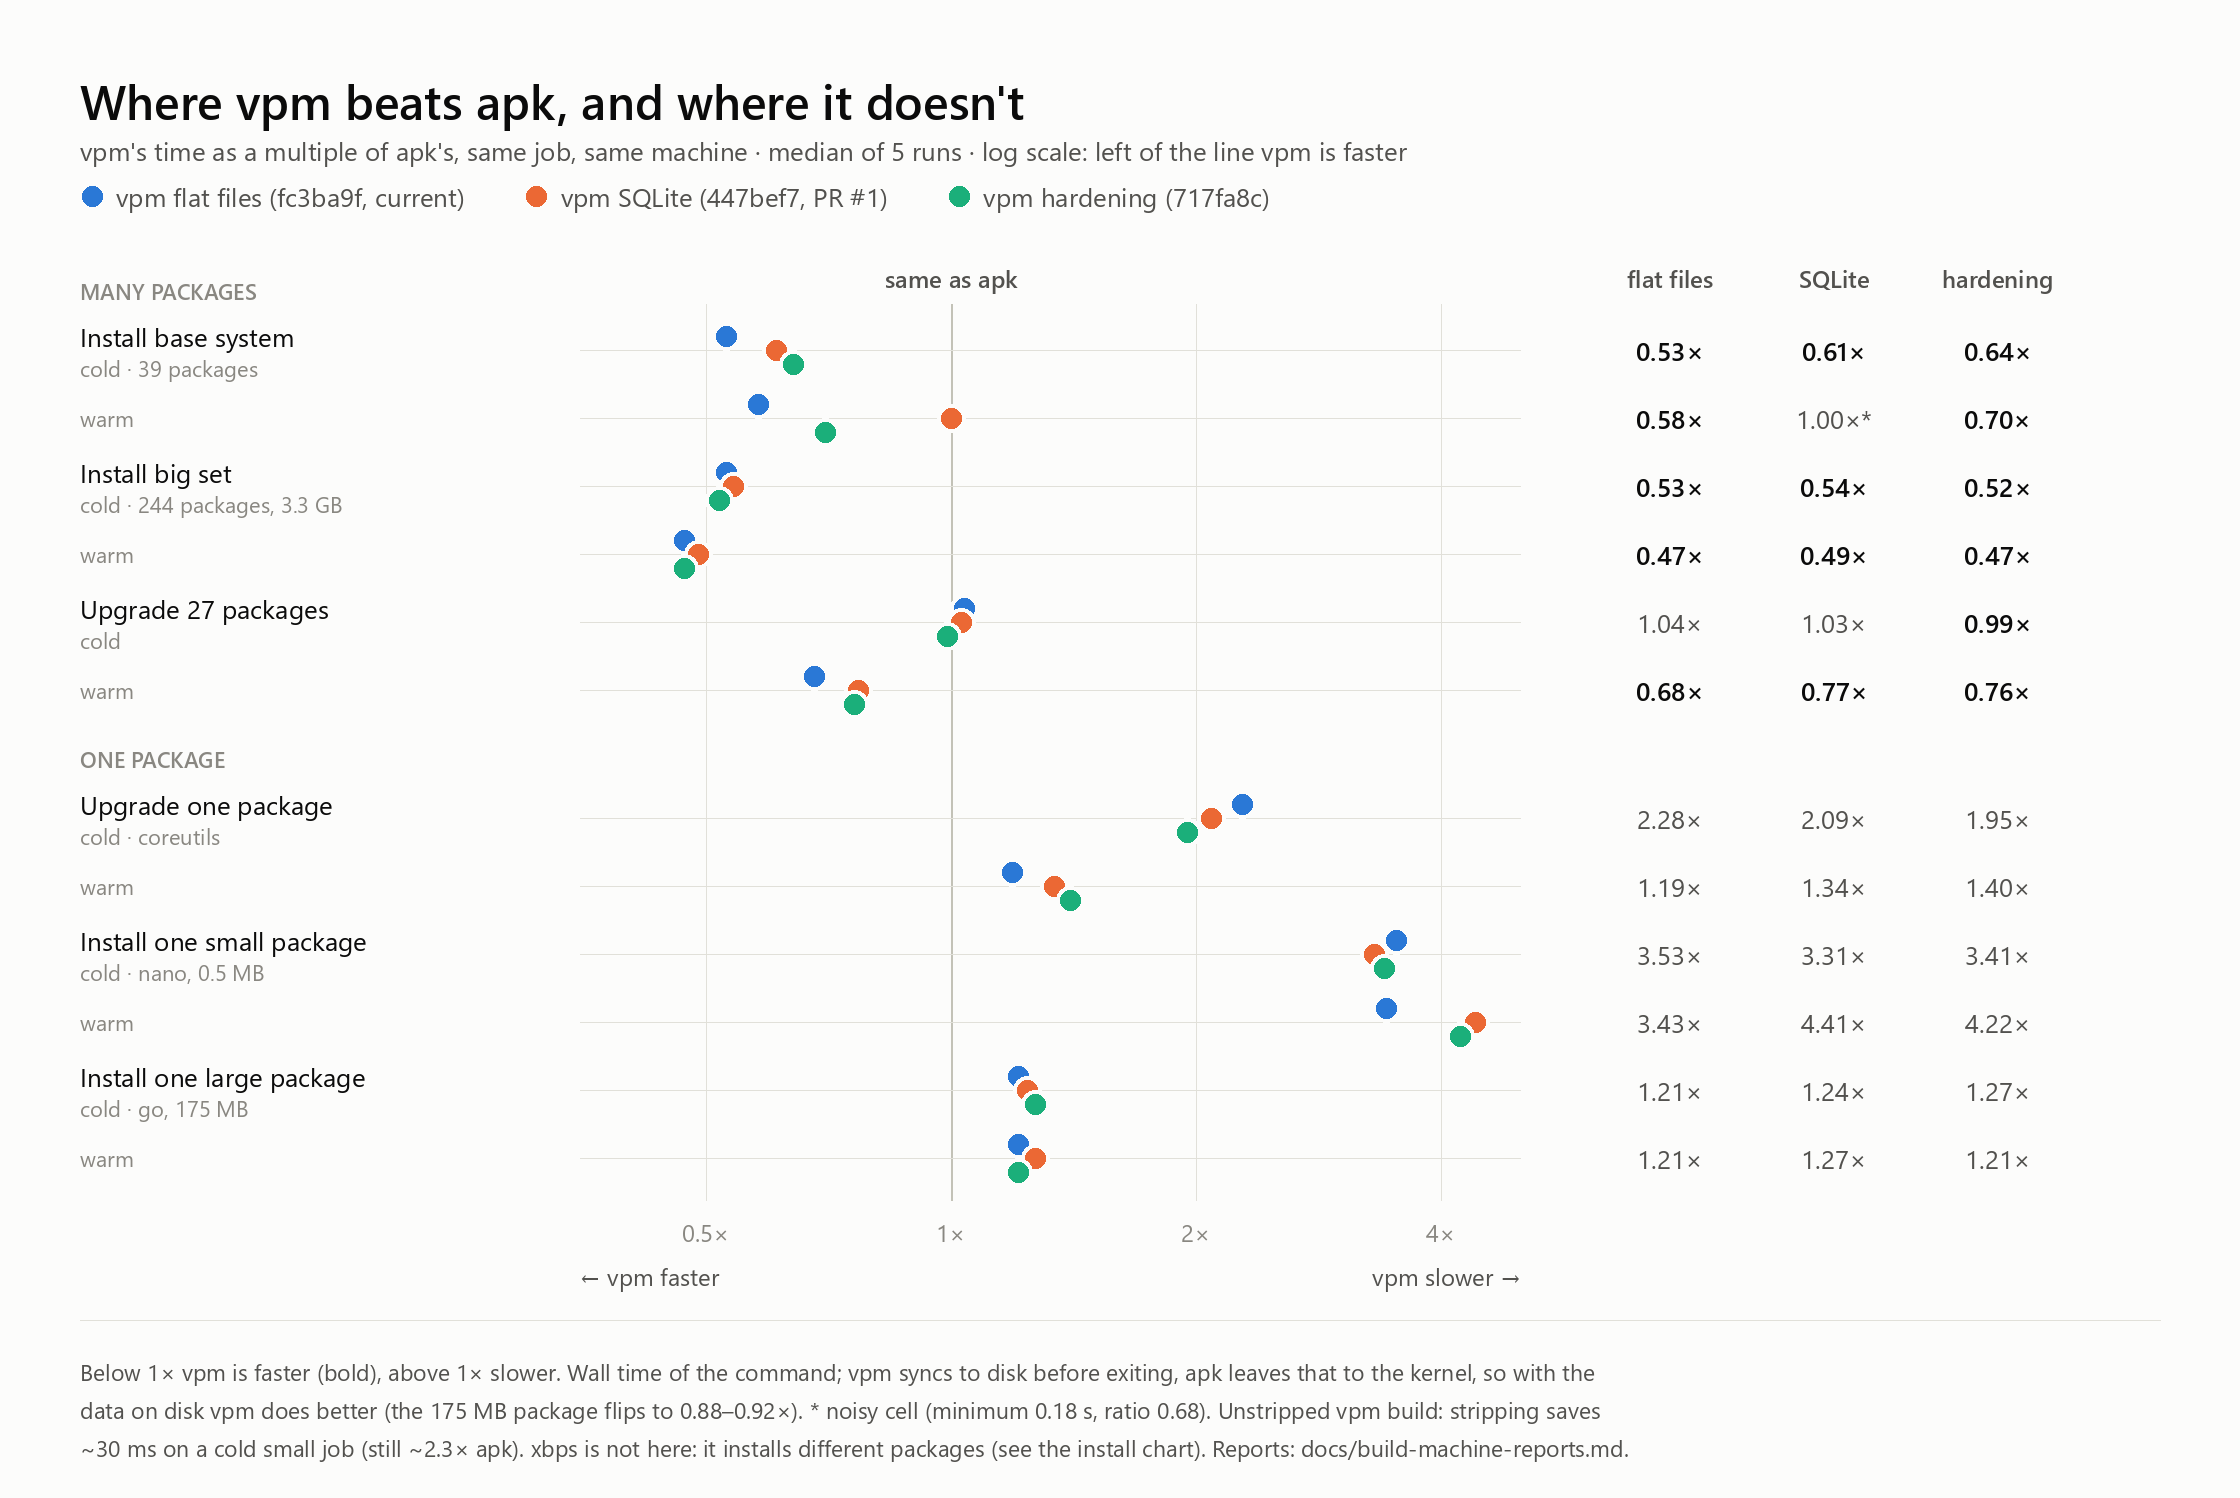 Where vpm beats apk, and where it doesn't
vpm's time as a multiple of apk's, same job, same machine · median of 5 runs · log scale: left of the line vpm is faster
vpm flat files (fc3ba9f, current) vpm SQLite (447bef7, PR #1) vpm hardening (717fa8c)
same as apk flat files SQLite hardening
MANY PACKAGES
Install base system
cold · 39 packages
0.53× 0.61× 0.64×
warm 0.58× 1.00×* 0.70×
Install big set
cold · 244 packages, 3.3 GB
0.53× 0.54× 0.52×
warm 0.47× 0.49× 0.47×
Upgrade 27 packages
cold
1.04× 1.03× 0.99×
warm 0.68× 0.77× 0.76×
ONE PACKAGE
Upgrade one package
cold · coreutils
2.28× 2.09× 1.95×
warm 1.19× 1.34× 1.40×
Install one small package
cold · nano, 0.5 MB
3.53× 3.31× 3.41×
warm 3.43× 4.41× 4.22×
Install one large package
cold · go, 175 MB
1.21× 1.24× 1.27×
warm 1.21× 1.27× 1.21×
0.5× 1× 2× 4×
← vpm faster vpm slower →
Below 1× vpm is faster (bold), above 1× slower. Wall time of the command; vpm syncs to disk before exiting, apk leaves that to the kernel, so with the
data on disk vpm does better (the 175 MB package flips to 0.88–0.92×). * noisy cell (minimum 0.18 s, ratio 0.68). Unstripped vpm build: stripping saves
~30 ms on a cold small job (still ~2.3× apk). xbps is not here: it installs different packages (see the install chart). Reports: docs/build-machine-reports.md.